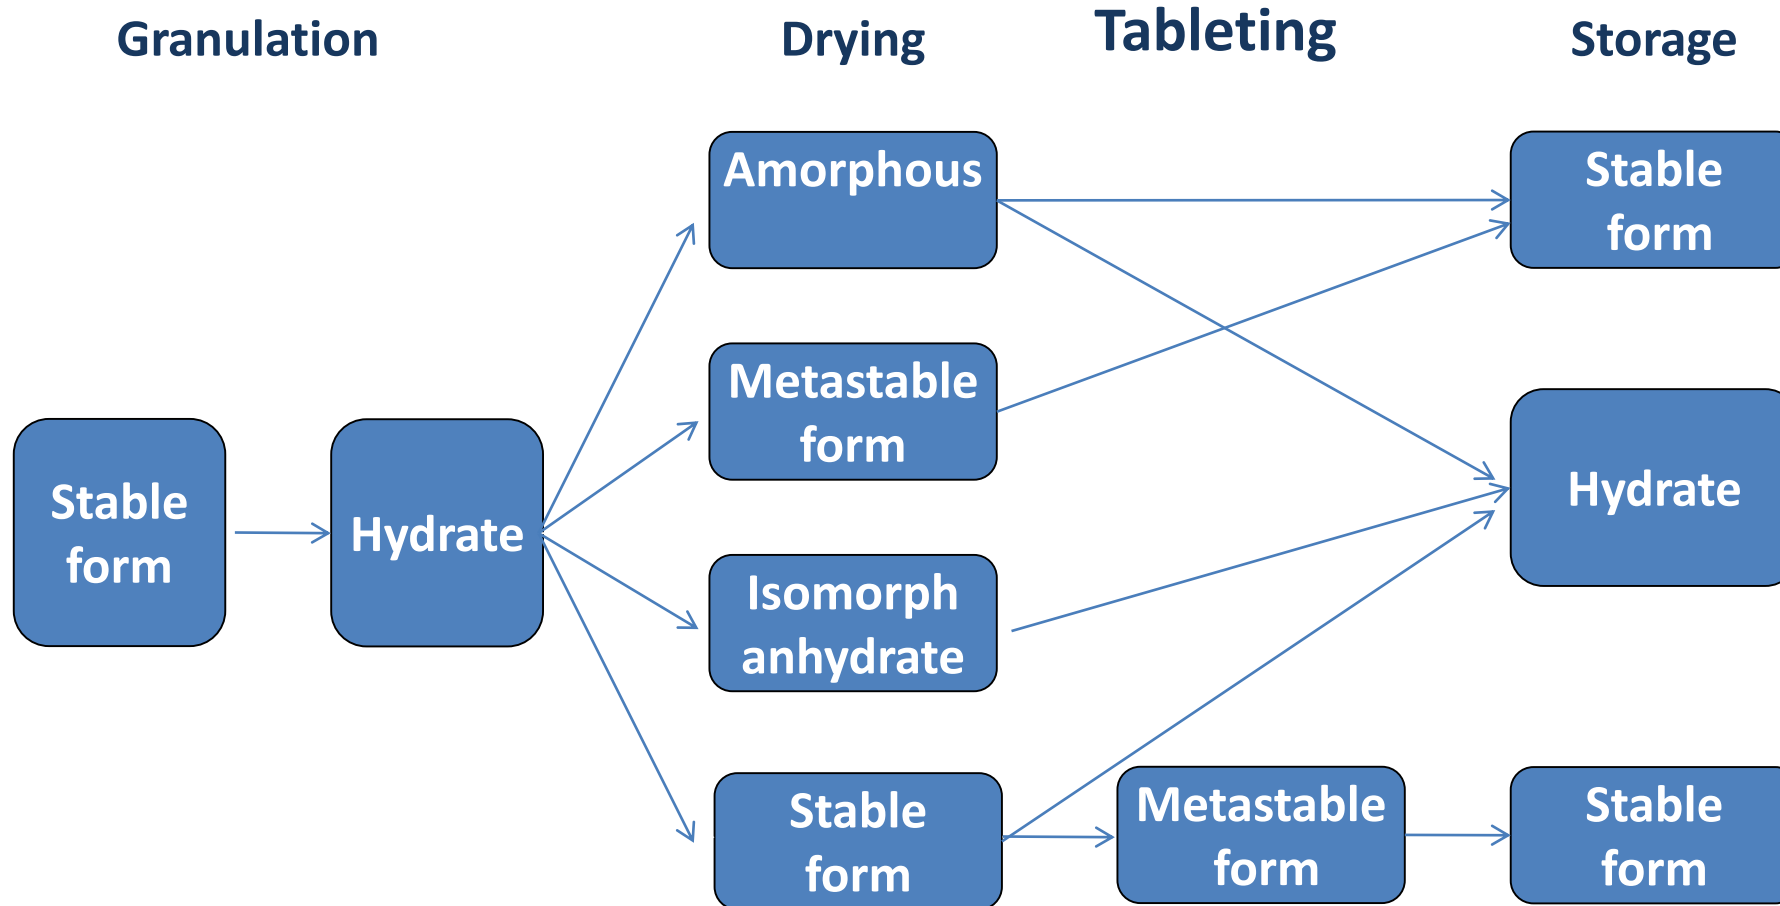 Granulation
Drying
Tableting
Storage
Amorphous
Stable
form
Metastable
form
Stable
form
Hydrate
Hydrate
Isomorph
anhydrate
Stable
form
Metastable
form
Stable
form